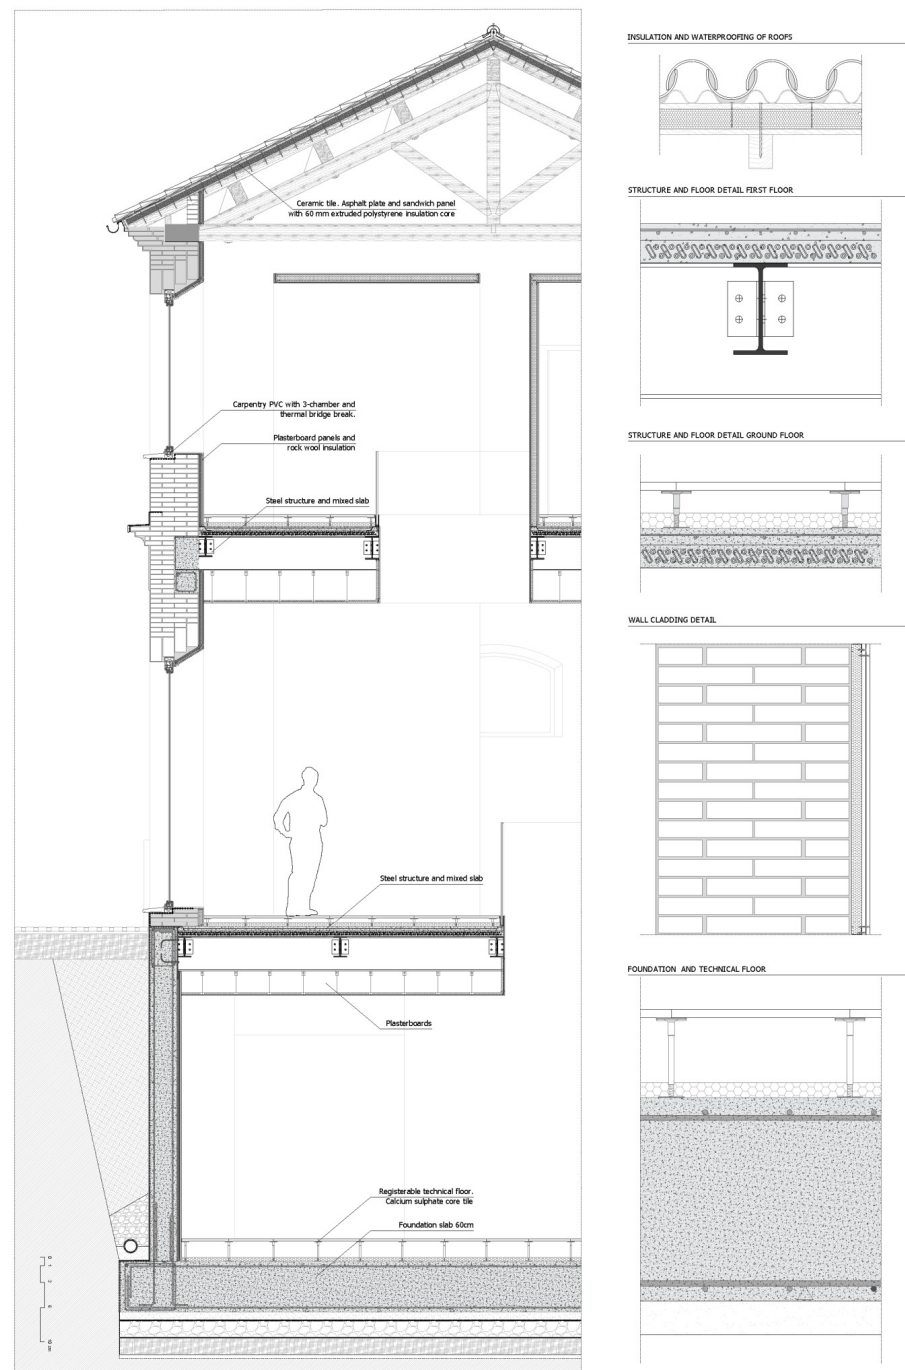 Ceramic tile. Asphalt plate and sandwich panel
with 60 mm extruded polystyrene insulation core
Carpentry PVC with 3-chamber and
thermal bridge break.
Plasterboard panels and
rock wool insulation
Steel structure and mixed slab
Steel structure and mixed slab
Plasterboards
Registerable technical floor.
Calcium sulphate core tile
Foundation slab 60cm
INSULATION AND WATERPROOFING OF ROOFS
STRUCTURE AND FLOOR DETAIL FIRST FLOOR
STRUCTURE AND FLOOR DETAIL GROUND FLOOR
WALL CLADDING DETAIL
FOUNDATION AND TECHNICAL FLOOR